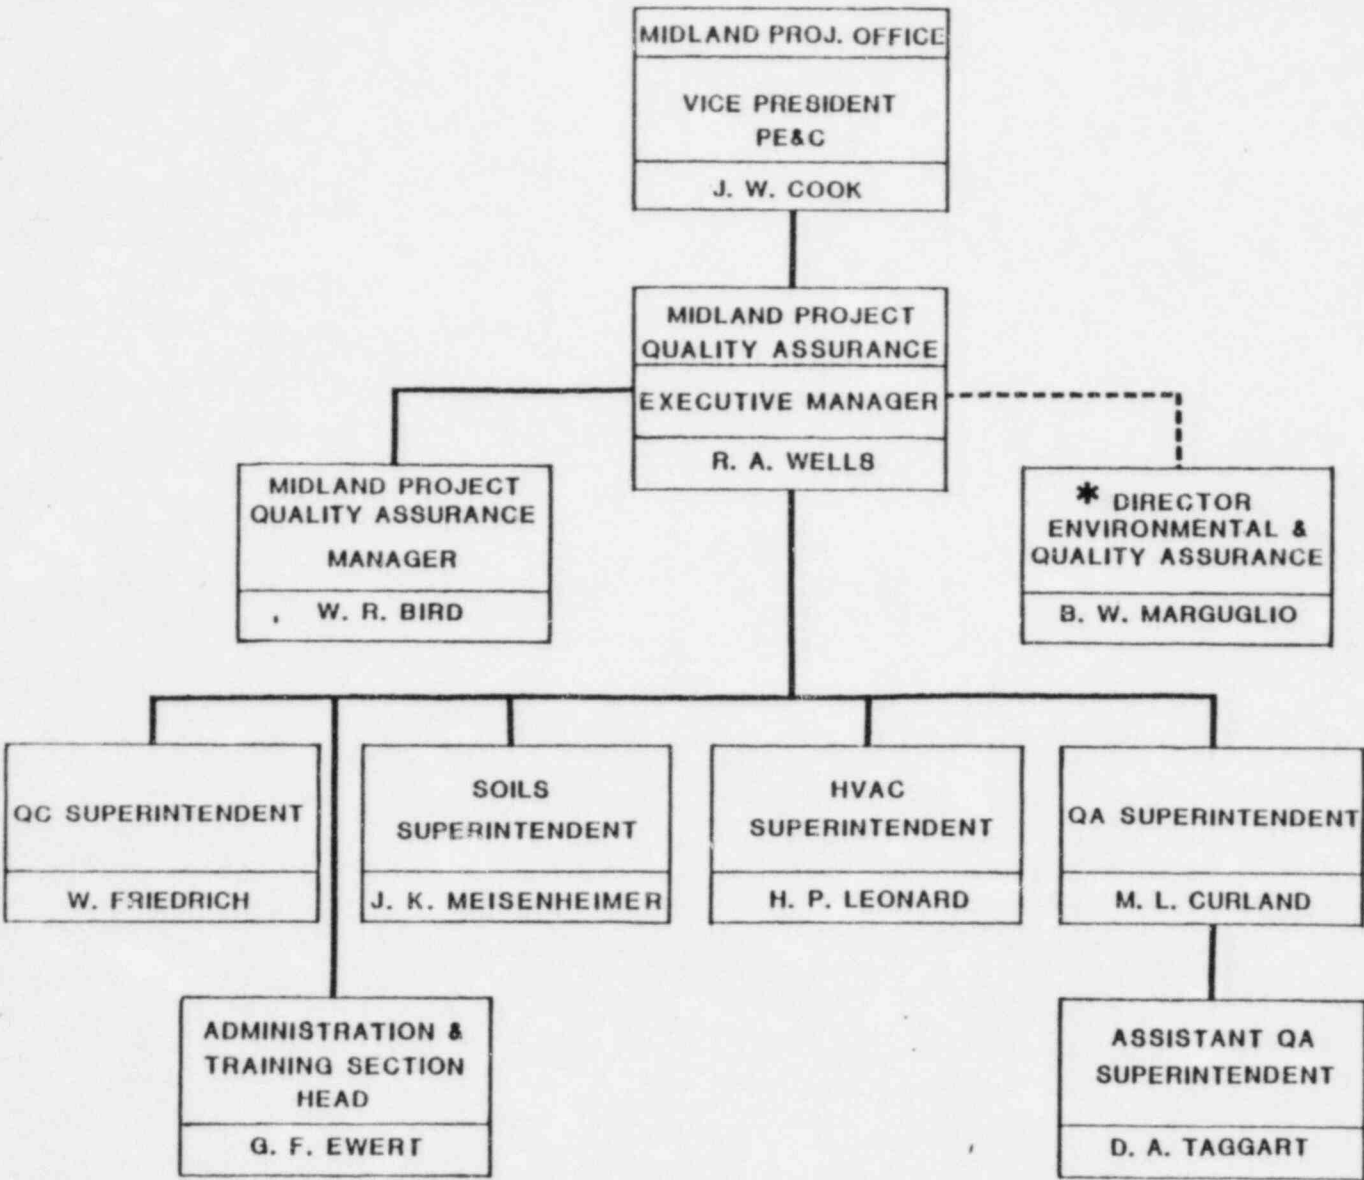 MIDLAND PROJ. OFFICE
VICE PRESIDENT
PE&C
J. W. COOK
MIDLAND PROJECT
QUALITY ASSURANCE
EXECUTIVE MANAGER
R. A. WELLS
MIDLAND PROJECT
QUALITY ASSURANCE
MANAGER
W. R. BIRD
* DIRECTOR
ENVIRONMENTAL &
QUALITY ASSURANCE
B. W. MARGUGLIO
QC SUPERINTENDENT
W. FRIEDRICH
SOILS
SUPERINTENDENT
J. K. MEISENHEIMER
HVAC
SUPERINTENDENT
H. P. LEONARD
QA SUPERINTENDENT
M. L. CURLAND
ADMINISTRATION &
TRAINING SECTION
HEAD
G. F. EWERT
ASSISTANT QA
SUPERINTENDENT
D. A. TAGGART